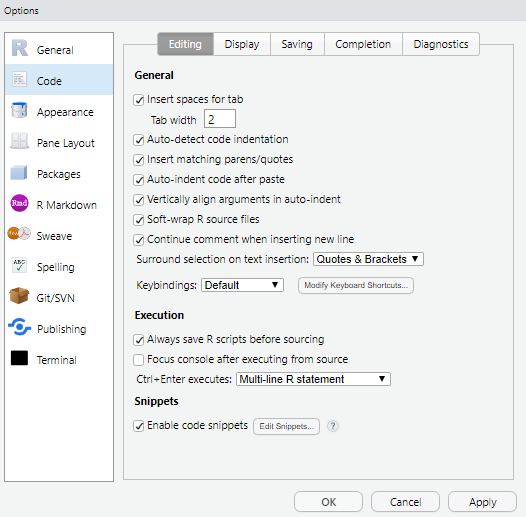 Options
R General
Code
Appearance
Pane Layout
Packages
Rmd R Markdown
Sweave
ABC Spelling
Git/SVN
Publishing
Terminal
Editing Display Saving Completion Diagnostics
General
Insert spaces for tab
Tab width 2
Auto-detect code indentation
Insert matching parens/quotes
Auto-indent code after paste
Vertically align arguments in auto-indent
Soft-wrap R source files
Continue comment when inserting new line
Surround selection on text insertion: Quotes & Brackets
Keybindings: Default Modify Keyboard Shortcuts...
Execution
Always save R scripts before sourcing
Focus console after executing from source
Ctrl+Enter executes: Multi-line R statement
Snippets
Enable code snippets Edit Snippets... ?
OK Cancel Apply